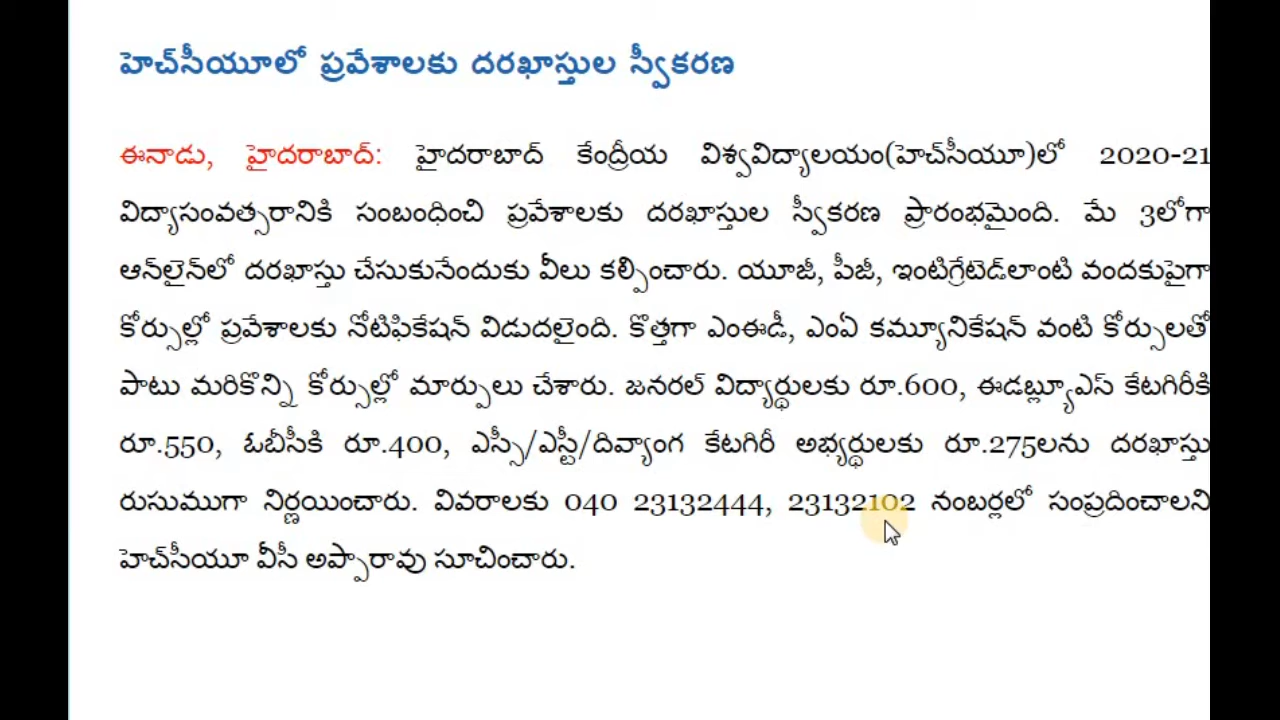 హెచ్‌సీయూలో ప్రవేశాలకు దరఖాస్తుల స్వీకరణ
ఈనాడు, హైదరాబాద్: హైదరాబాద్ కేంద్రీయ విశ్వవిద్యాలయం(హెచ్‌సీయూ)లో 2020-21
విద్యాసంవత్సరానికి సంబంధించి ప్రవేశాలకు దరఖాస్తుల స్వీకరణ ప్రారంభమైంది. మే 3లోగా
ఆన్‌లైన్‌లో దరఖాస్తు చేసుకునేందుకు వీలు కల్పించారు. యూజీ, పీజీ, ఇంటిగ్రేటెడ్‌లాంటి వందకుపైగా
కోర్సుల్లో ప్రవేశాలకు నోటిఫికేషన్ విడుదలైంది. కొత్తగా ఎంఈడీ, ఎంఏ కమ్యూనికేషన్ వంటి కోర్సులతో
పాటు మరికొన్ని కోర్సుల్లో మార్పులు చేశారు. జనరల్ విద్యార్థులకు రూ.600, ఈడబ్ల్యూఎస్ కేటగిరీకి
రూ.550, ఓబీసీకి రూ.400, ఎస్సీ/ఎస్టీ/దివ్యాంగ కేటగిరీ అభ్యర్థులకు రూ.275లను దరఖాస్తు
రుసుముగా నిర్ణయించారు. వివరాలకు 040 23132444, 23132102 నంబర్లలో సంప్రదించాలని
హెచ్‌సీయూ వీసీ అప్పారావు సూచించారు.